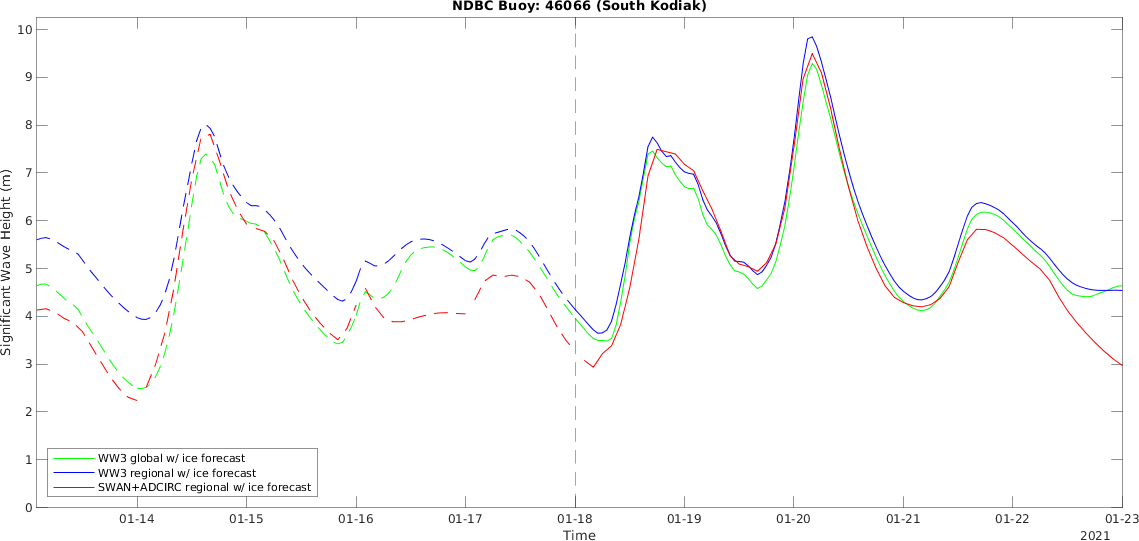 NDBC Buoy: 46066 (South Kodiak)
Significant Wave Height (m)
10
9
8
7
6
5
4
3
2
1
0
WW3 global w/ ice forecast
WW3 regional w/ ice forecast
SWAN+ADCIRC regional w/ ice forecast
01-14 01-15 01-16 01-17 01-18 01-19 01-20 01-21 01-22 01-23
Time
2021